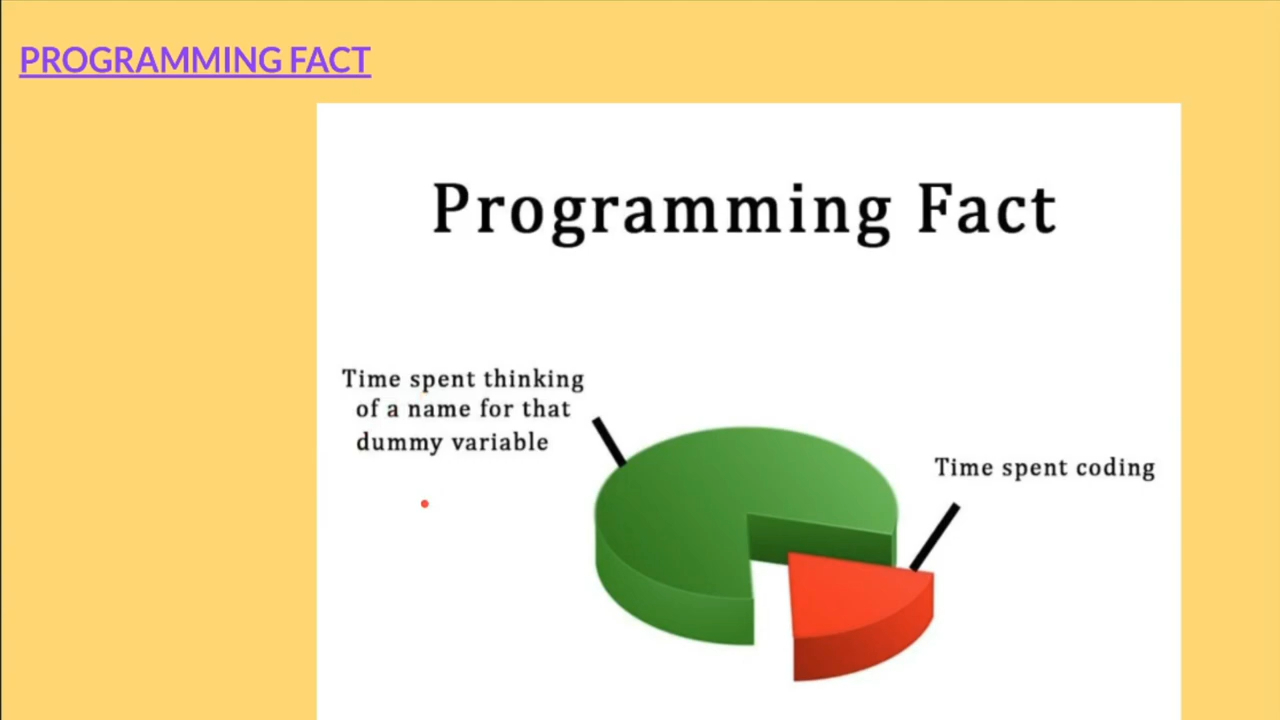 PROGRAMMING FACT
Programming Fact
Time spent thinking
of a name for that
dummy variable
Time spent coding